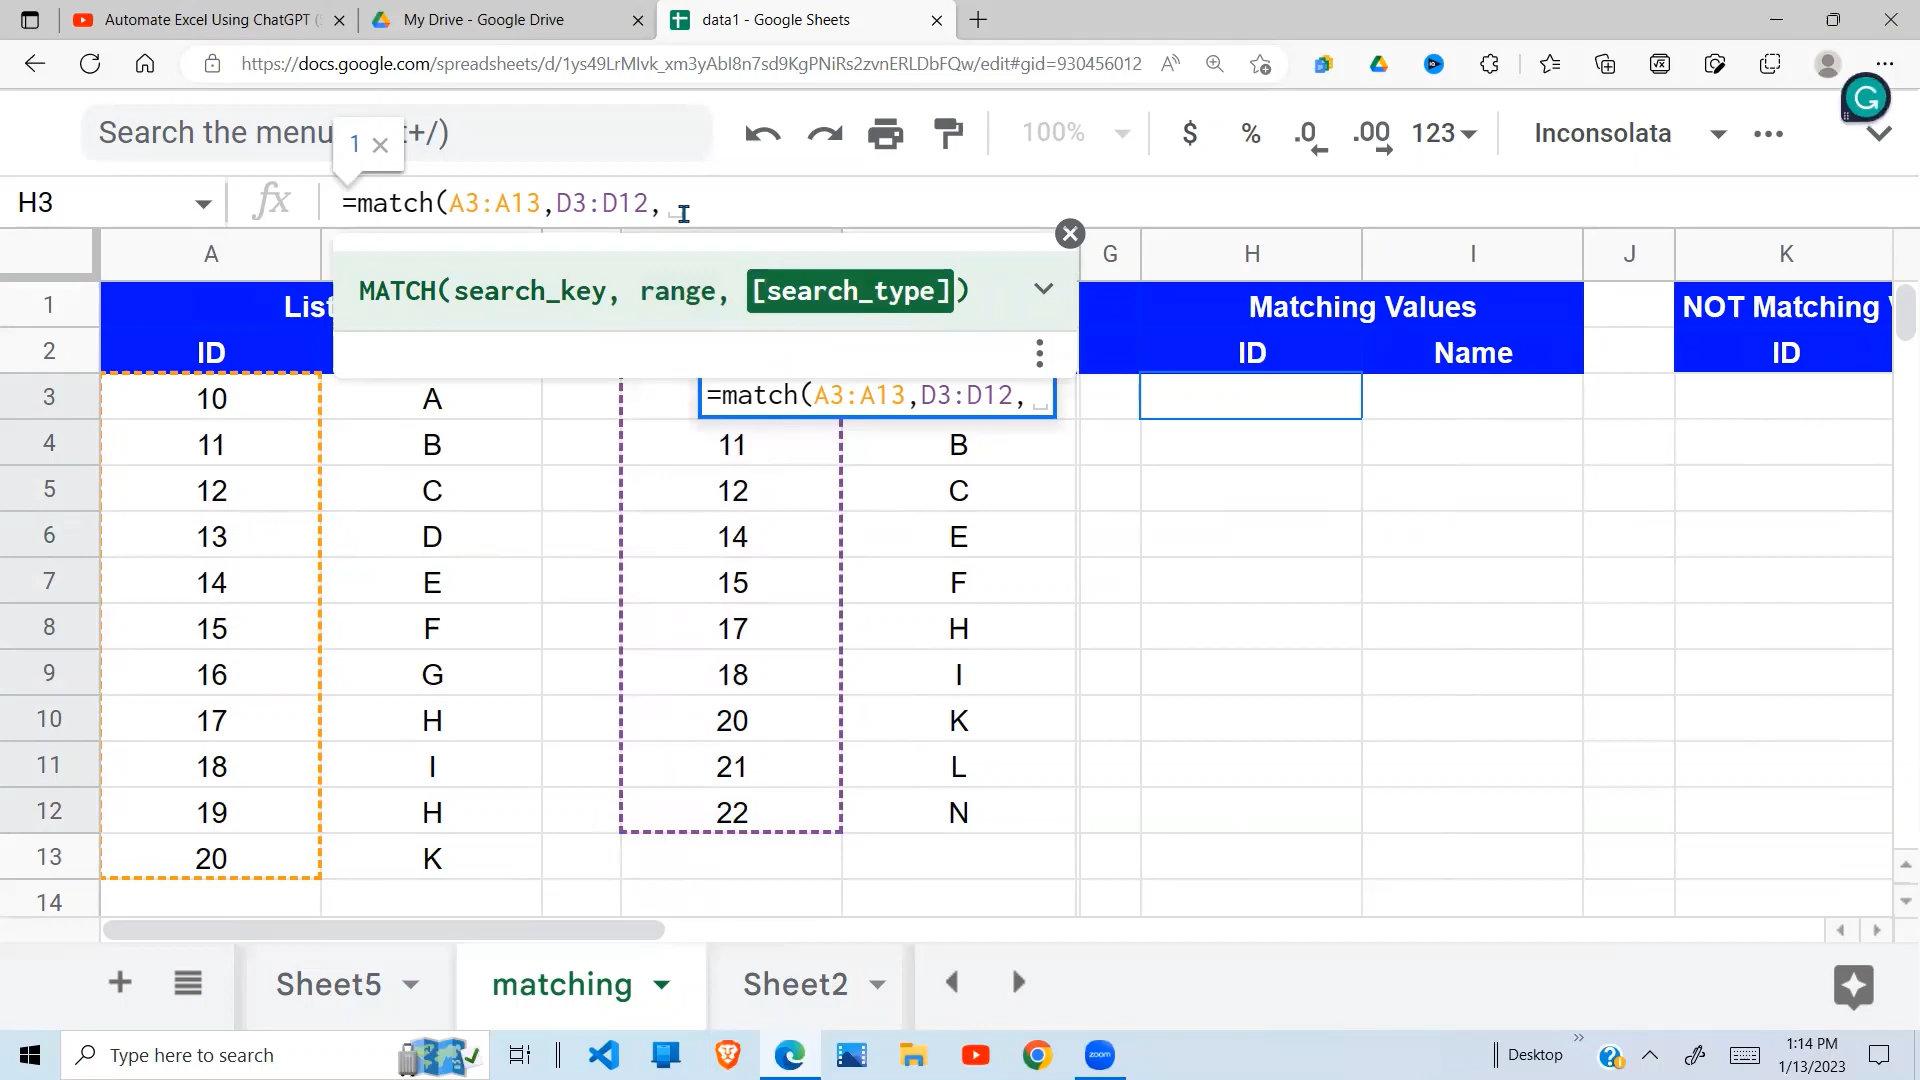 Automate Excel Using ChatGPT (
My Drive - Google Drive
data1 - Google Sheets
https://docs.google.com/spreadsheets/d/1ys49LrMlvk_xm3yAbI8n7sd9KgPNiRs2zvnERLDbFQw/edit#gid=930456012
Search the menu t+/)
100% $ % .0 .00 123 Inconsolata
1
H3 fx =match(A3:A13,D3:D12,
MATCH(search_key, range, [search_type])
A G H I J K
1 List Matching Values NOT Matching V
2 ID ID Name ID
3 10 A =match(A3:A13,D3:D12,
4 11 B 11 B
5 12 C 12 C
6 13 D 14 E
7 14 E 15 F
8 15 F 17 H
9 16 G 18 I
10 17 H 20 K
11 18 I 21 L
12 19 H 22 N
13 20 K
14
Sheet5 matching Sheet2
Type here to search
zoom
Desktop
1:14 PM
1/13/2023